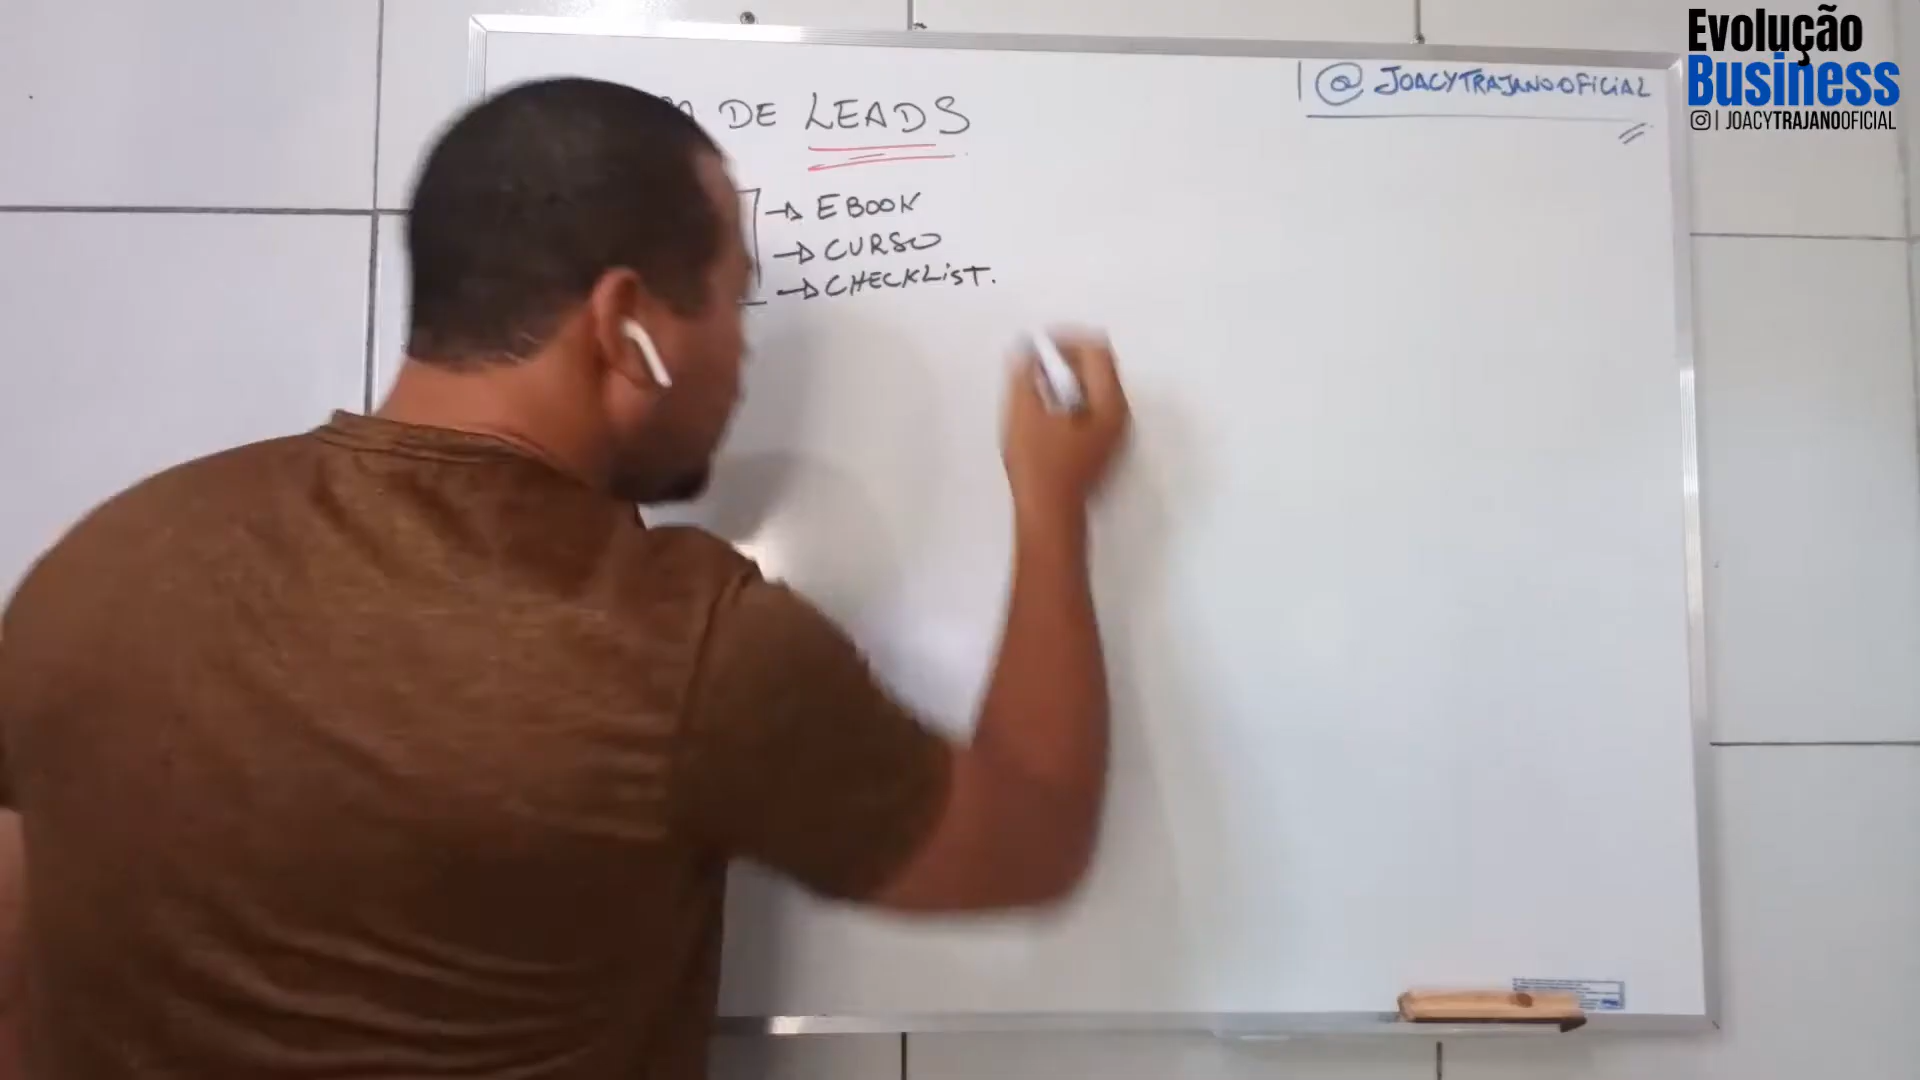 Evolução
Business
| JOACYTRAJANOOFICIAL
@JOACYTRAJANOOFICIAL
DE LEADS
→ EBOOK
→ CURSO
→ CHECKLIST.